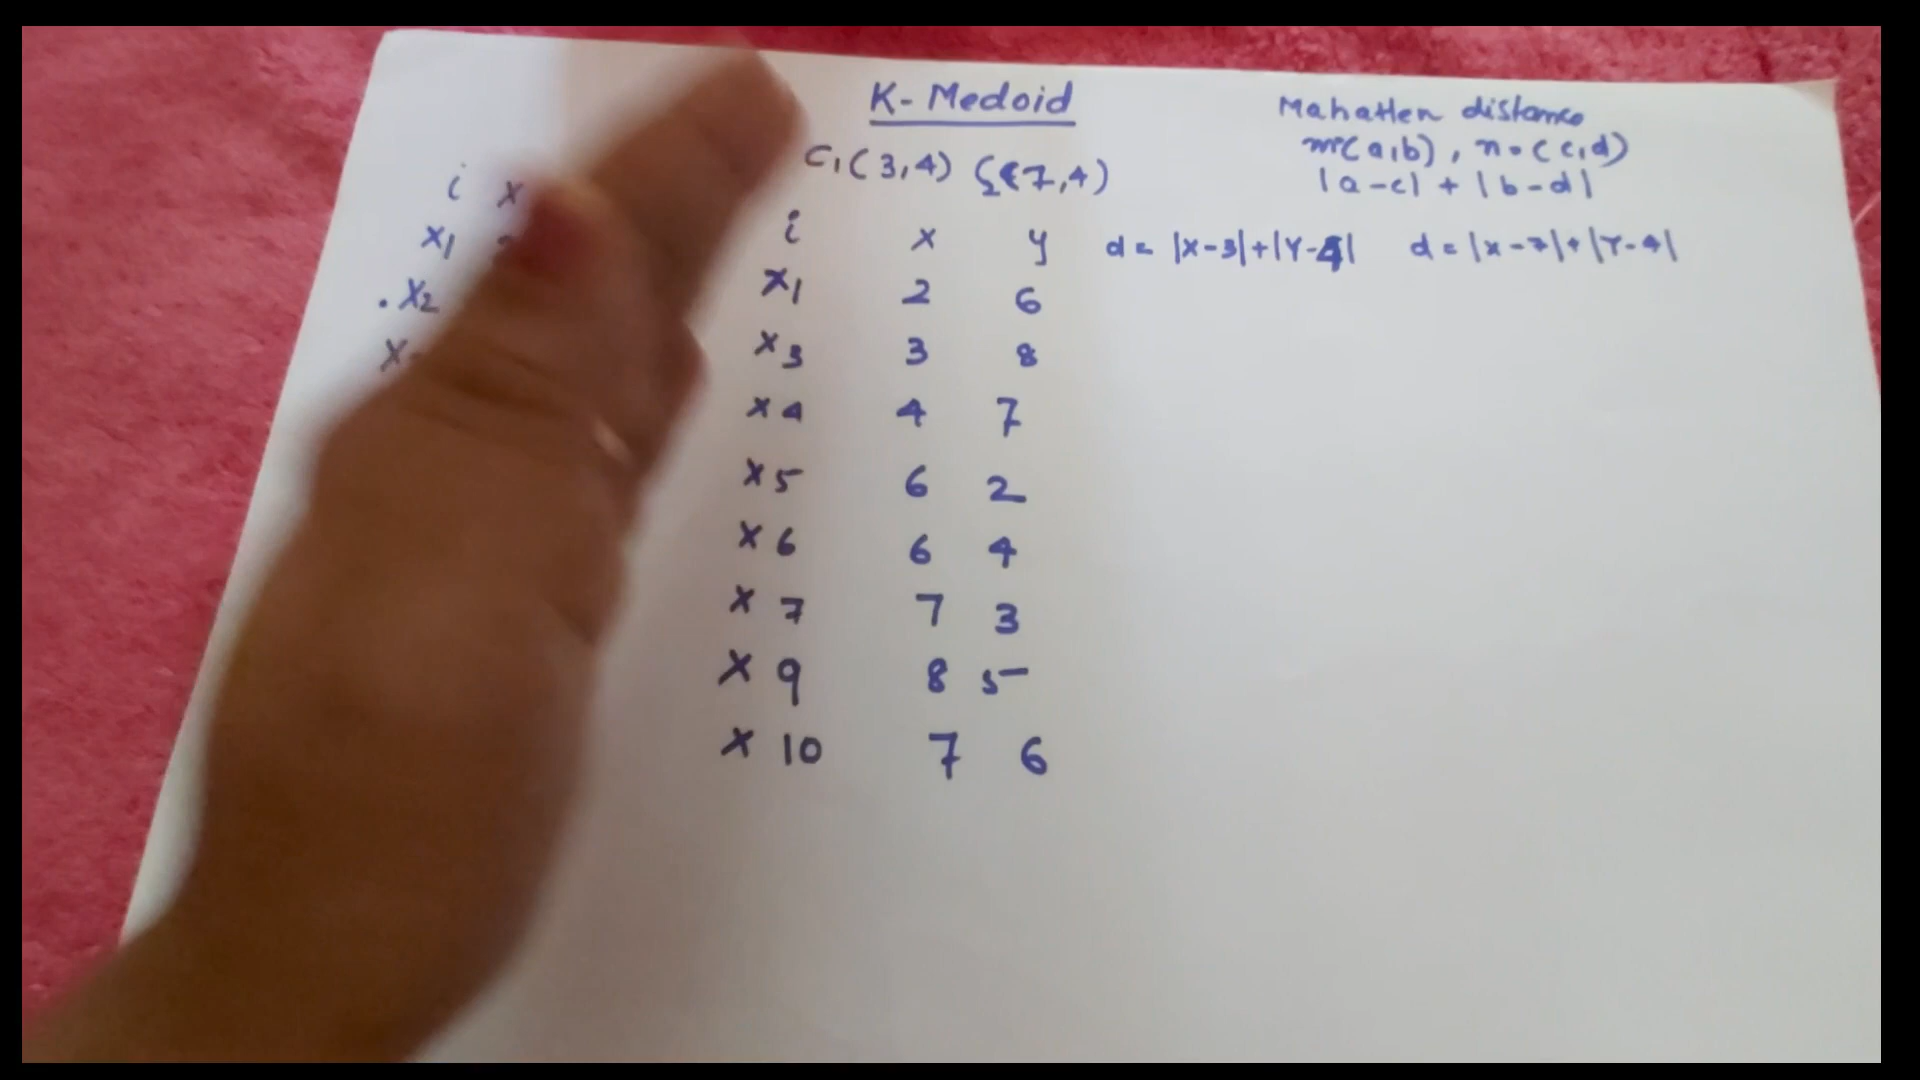 K- Medoid
Mahatten distance
C1(3,4) C2(7,4)
m(a,b), n.(c,d)
|a-c| + |b-d|
i x
x1
. X2
i x y d = |x-3|+|Y-4| d = |x-7|+|Y-4|
x1 2 6
x3 3 8
x4 4 7
x5 6 2
x6 6 4
x7 7 3
x9 8 5
x10 7 6